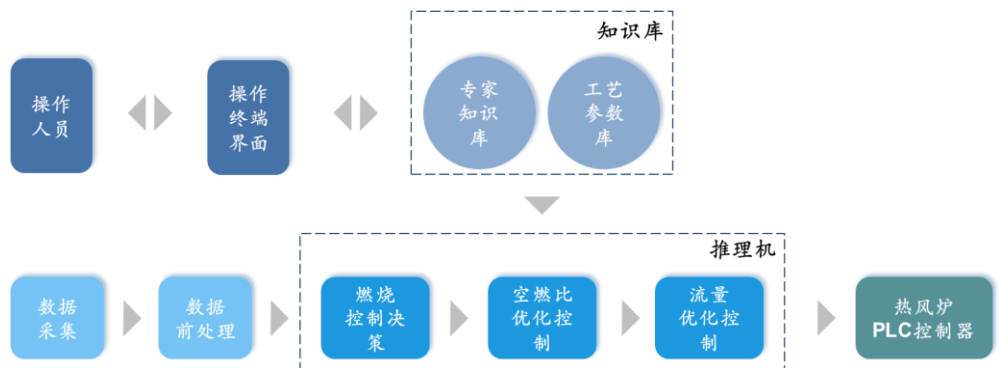 知识库
操作
人员
操作
终端
界面
专家
知识
库
工艺
参数
库
推理机
数据
采集
数据
前处理
燃烧
控制决
策
空燃比
优化控
制
流量
优化控
制
热风炉
PLC控制器